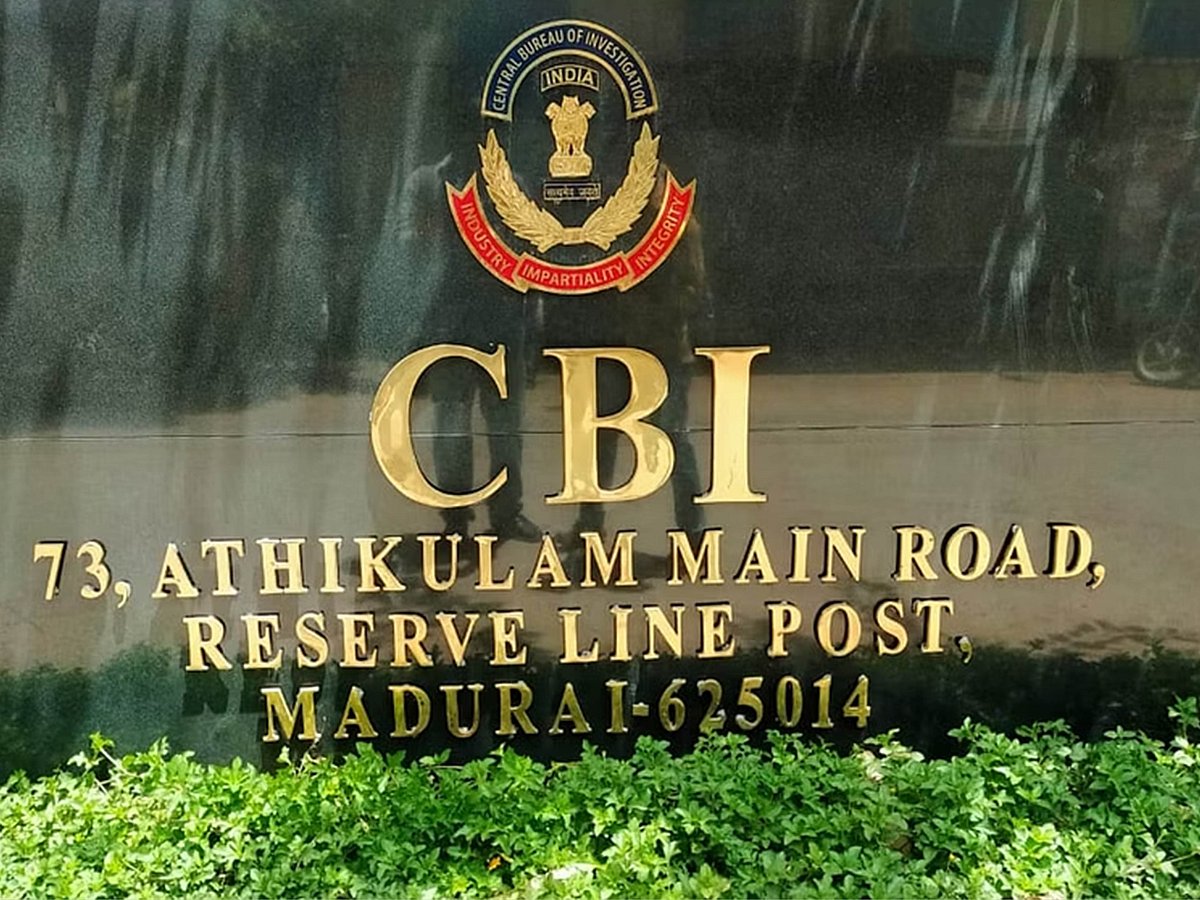 CENTRAL BUREAU OF INVESTIGATION
INDIA
सत्यमेव जयते
INDUSTRY IMPARTIALITY INTEGRITY
CBI
73, ATHIKULAM MAIN ROAD,
RESERVE LINE POST,
MADURAI-625014